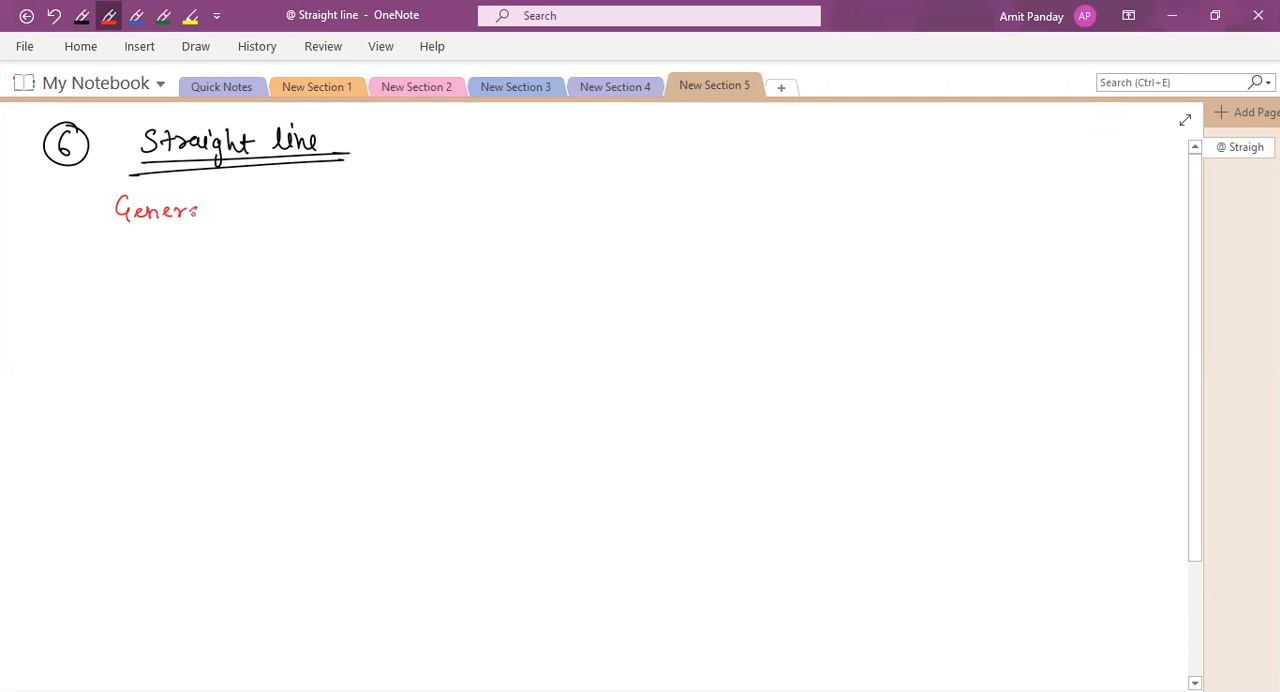 @ Straight line - OneNote
Search
Amit Panday AP
File Home Insert Draw History Review View Help
My Notebook
Quick Notes New Section 1 New Section 2 New Section 3 New Section 4 New Section 5 +
Search (Ctrl+E)
Add Page
@ Straigh
6 Straight line
Genera